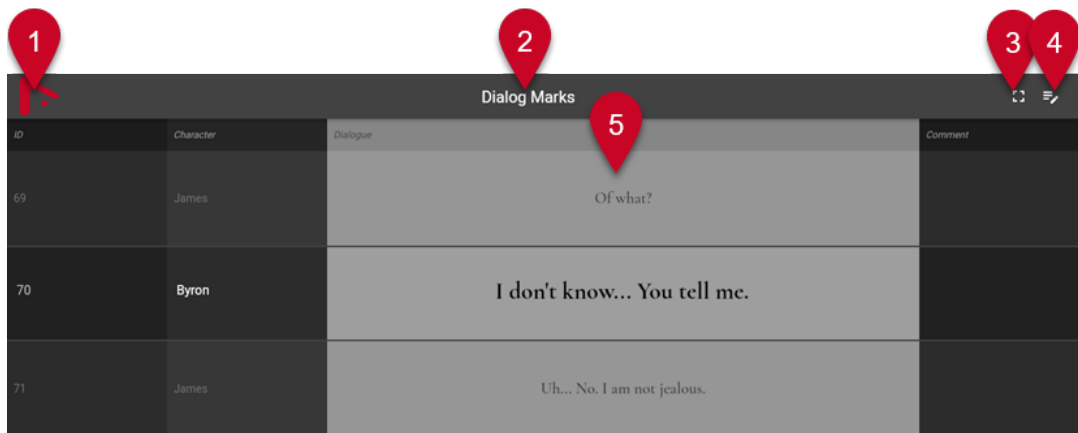 1
2
3
4
Dialog Marks
5
ID Character Dialogue Comment
69 James Of what?
70 Byron I don't know... You tell me.
71 James Uh... No. I am not jealous.